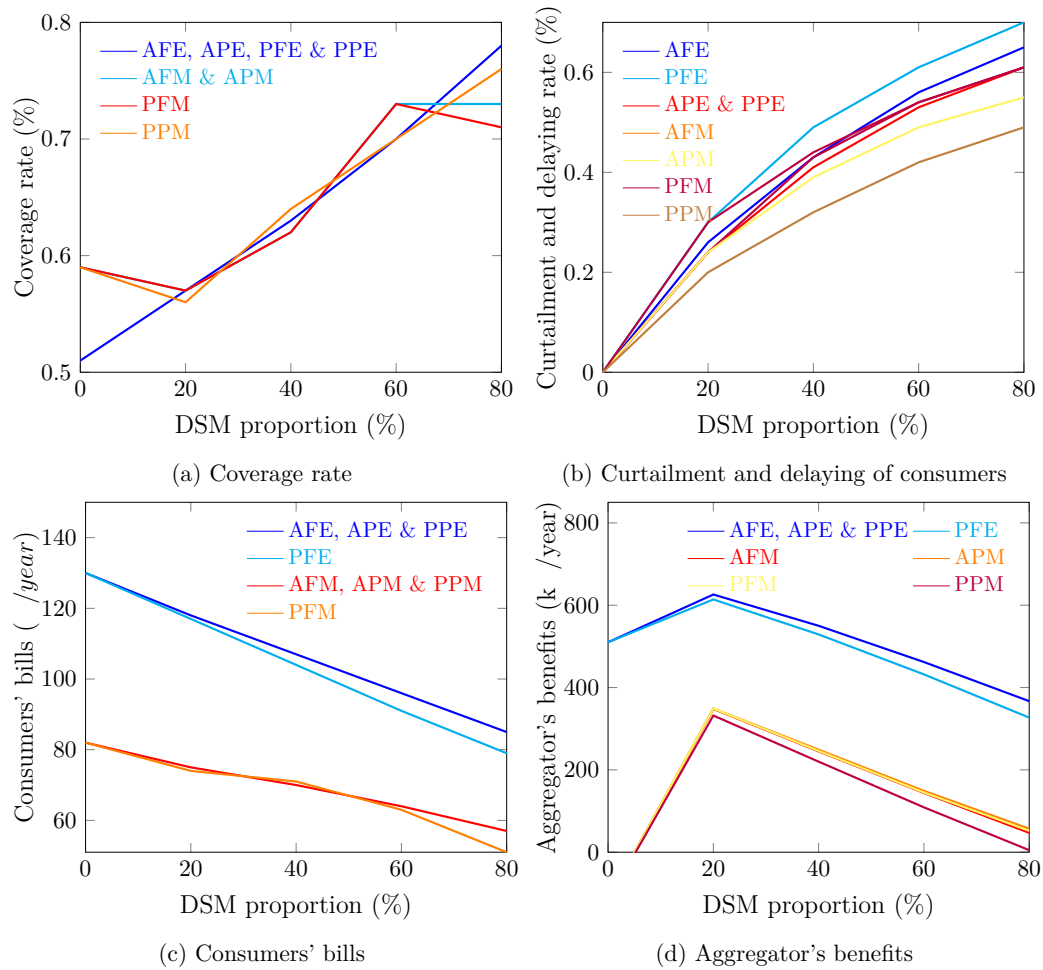 0.8
0.7
0.6
0.5
Coverage rate (%)
AFE, APE, PFE & PPE
AFM & APM
PFM
PPM
0
20
40
60
80
DSM proportion (%)
(a) Coverage rate
0.6
0.4
0.2
0
Curtailment and delaying rate (%)
AFE
PFE
APE & PPE
AFM
APM
PFM
PPM
0
20
40
60
80
DSM proportion (%)
(b) Curtailment and delaying of consumers
140
120
100
80
60
Consumers' bills ( /year)
AFE, APE & PPE
PFE
AFM, APM & PPM
PFM
0
20
40
60
80
DSM proportion (%)
(c) Consumers' bills
800
600
400
200
0
Aggregator's benefits (k /year)
AFE, APE & PPE
PFE
AFM
APM
PFM
PPM
0
20
40
60
80
DSM proportion (%)
(d) Aggregator's benefits